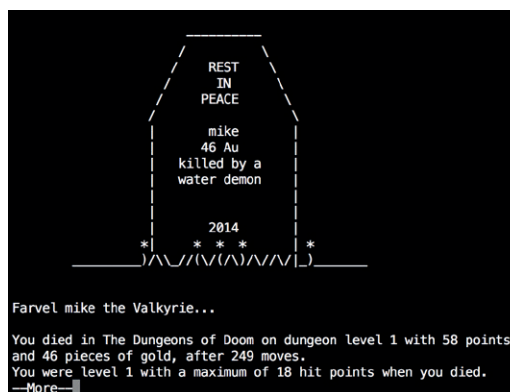 REST
IN
PEACE
mike
46 Au
killed by a
water demon
2014
*| * * * | *
_________)/\\_//(\/(/\)/\//\/|_)_______
Farvel mike the Valkyrie...
You died in The Dungeons of Doom on dungeon level 1 with 58 points
and 46 pieces of gold, after 249 moves.
You were level 1 with a maximum of 18 hit points when you died.
--More--